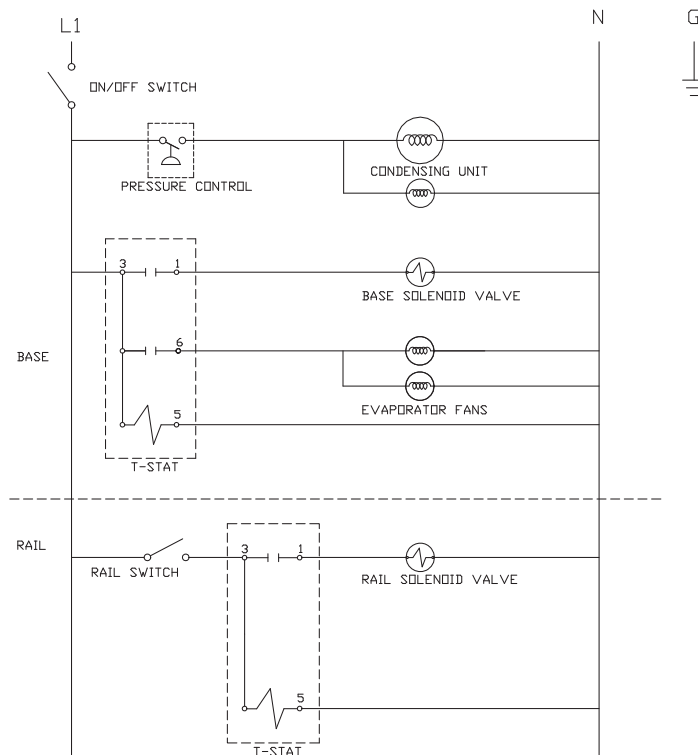 L1
N
G
ON/OFF SWITCH
PRESSURE CONTROL
CONDENSING UNIT
3
1
BASE SOLENOID VALVE
BASE
6
EVAPORATOR FANS
5
T-STAT
RAIL
RAIL SWITCH
3
1
RAIL SOLENOID VALVE
5
T-STAT